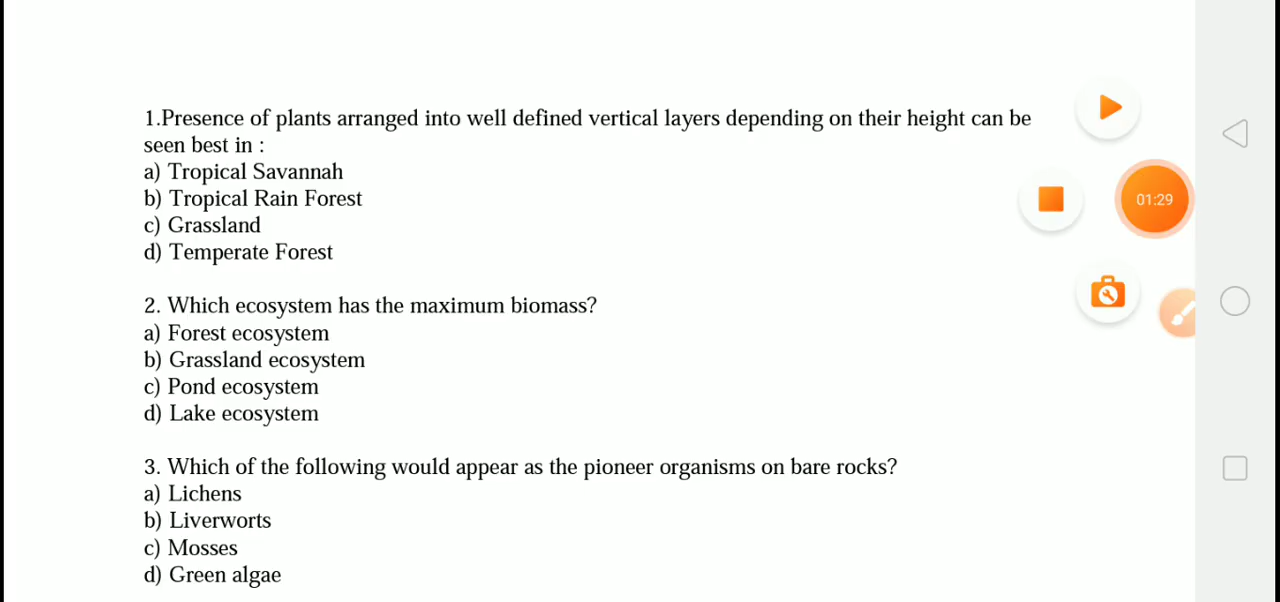 1.Presence of plants arranged into well defined vertical layers depending on their height can be
seen best in :
a) Tropical Savannah
b) Tropical Rain Forest
c) Grassland
d) Temperate Forest
2. Which ecosystem has the maximum biomass?
a) Forest ecosystem
b) Grassland ecosystem
c) Pond ecosystem
d) Lake ecosystem
3. Which of the following would appear as the pioneer organisms on bare rocks?
a) Lichens
b) Liverworts
c) Mosses
d) Green algae
01:29